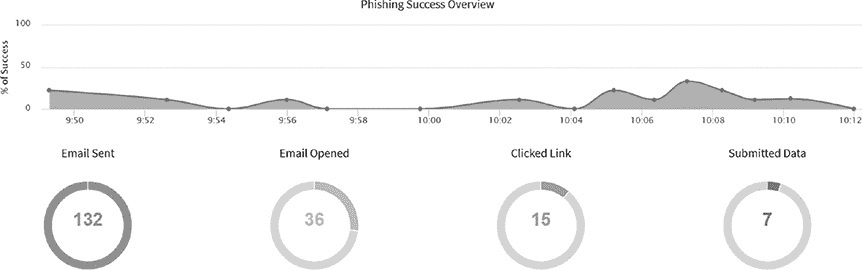 Phishing Success Overview
100
50
0
% of Success
9:50 9:52 9:54 9:56 9:58 10:00 10:02 10:04 10:06 10:08 10:10 10:12
Email Sent Email Opened Clicked Link Submitted Data
132 36 15 7